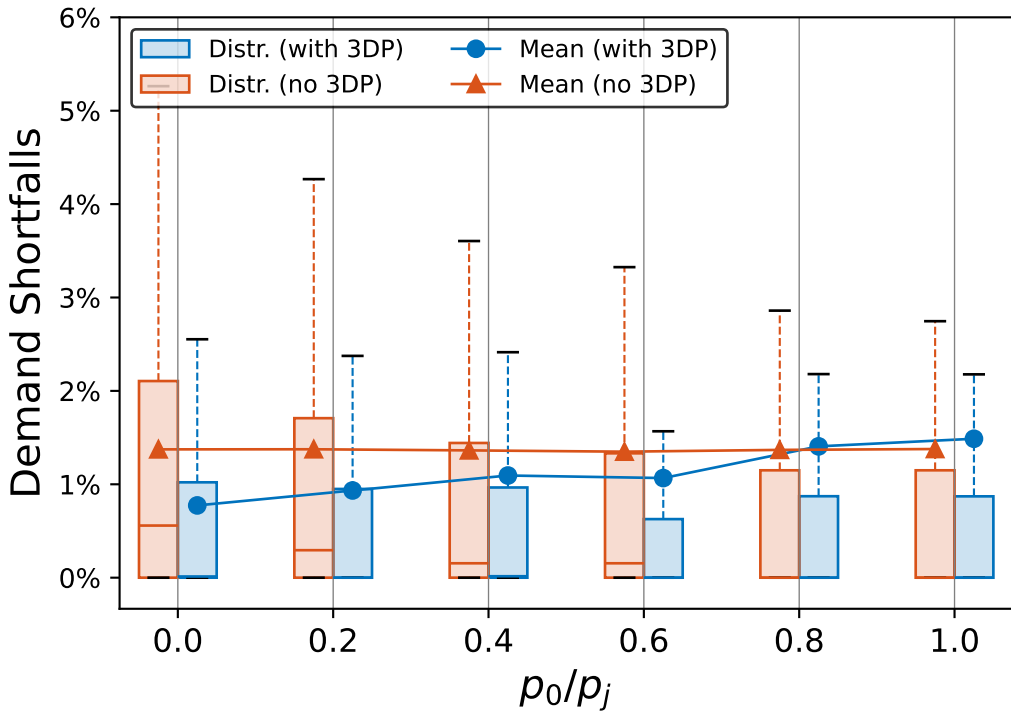 6%
5%
4%
3%
2%
1%
0%
Demand Shortfalls
Distr. (with 3DP)
Distr. (no 3DP)
Mean (with 3DP)
Mean (no 3DP)
0.0 0.2 0.4 0.6 0.8 1.0
p₀/pⱼ